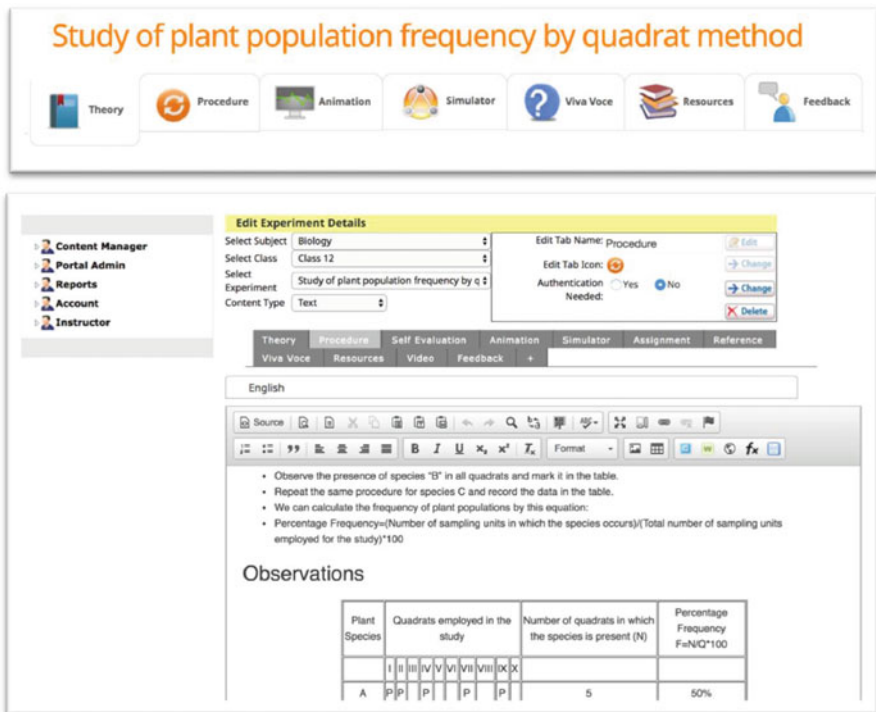 Study of plant population frequency by quadrat method
Theory Procedure Animation Simulator Viva Voce Resources Feedback
Content Manager
Portal Admin
Reports
Account
Instructor
Edit Experiment Details
Select Subject Biology
Select Class Class 12
Select Experiment Study of plant population frequency by q
Content Type Text
Edit Tab Name: Procedure Edit
Edit Tab Icon: Change
Authentication Needed: Yes No Change
Delete
Theory Procedure Self Evaluation Animation Simulator Assignment Reference
Viva Voce Resources Video Feedback +
English
Source
B I U x₂ x² Tx Format fx
• Observe the presence of species "B" in all quadrats and mark it in the table.
• Repeat the same procedure for species C and record the data in the table.
• We can calculate the frequency of plant populations by this equation:
• Percentage Frequency=(Number of sampling units in which the species occurs)/(Total number of sampling units
employed for the study)*100
Observations
Plant Species Quadrats employed in the study Number of quadrats in which the species is present (N) Percentage Frequency F=N/Q*100
I II III IV V VI VII VIII IX X
A P P P P P 5 50%